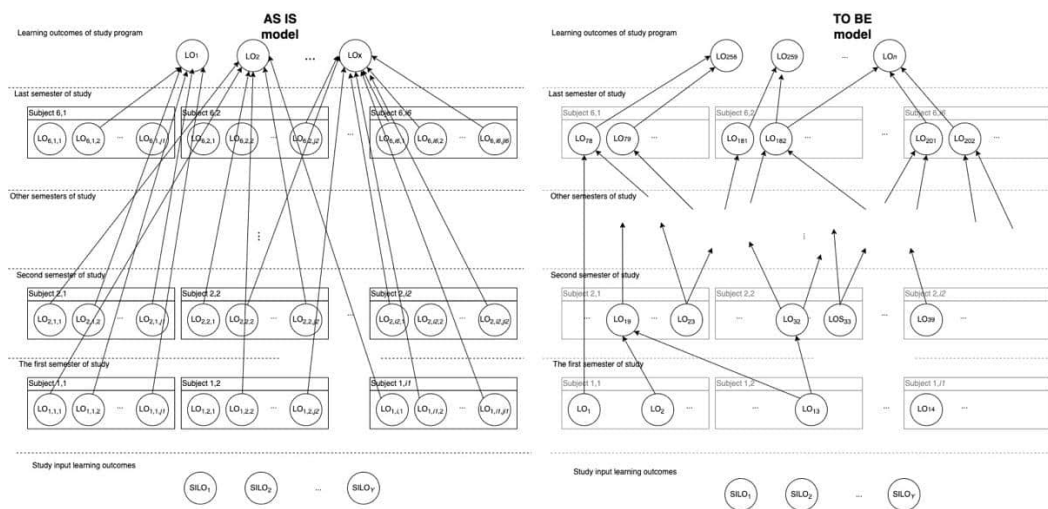 AS IS
model
Learning outcomes of study program
LO1
LO2
...
LOX
Last semester of study
Subject 6,1
Subject 6,2
Subject 6,i6
LO6,1,1
LO6,1,2
...
LO6,1,j1
LO6,2,1
LO6,2,2
...
LO6,2,j2
...
LO6,i6,1
LO6,i6,2
...
Other semesters of study
...
Second semester of study
Subject 2,1
Subject 2,2
Subject 2,i2
LO2,1,1
LO2,1,2
...
LO2,1,j1
LO2,2,1
LO2,2,2
...
LO2,2,j2
...
LO2,i2,1
LO2,i2,2
...
LO2,i2,j2
The first semester of study
Subject 1,1
Subject 1,2
Subject 1,i1
LO1,1,1
LO1,1,2
...
LO1,1,j1
LO1,2,1
LO1,2,2
...
LO1,2,j2
...
LO1,i1,2
...
LO1,i1,j1
Study input learning outcomes
SILO1
SILO2
...
SILOY
TO BE
model
Learning outcomes of study program
LO256
LO259
...
LOn
Last semester of study
Subject 6,1
Subject 6,2
Subject 6,i6
LO78
LO79
...
...
LO181
LO182
...
...
LO201
LO202
...
Other semesters of study
...
Second semester of study
Subject 2,1
Subject 2,2
Subject 2,i2
...
LO19
...
LO23
...
LO32
LOS33
...
LO39
...
The first semester of study
Subject 1,1
Subject 1,2
Subject 1,i1
LO1
LO2
...
...
LO13
...
LO14
...
Study input learning outcomes
SILO1
SILO2
...
SILOY